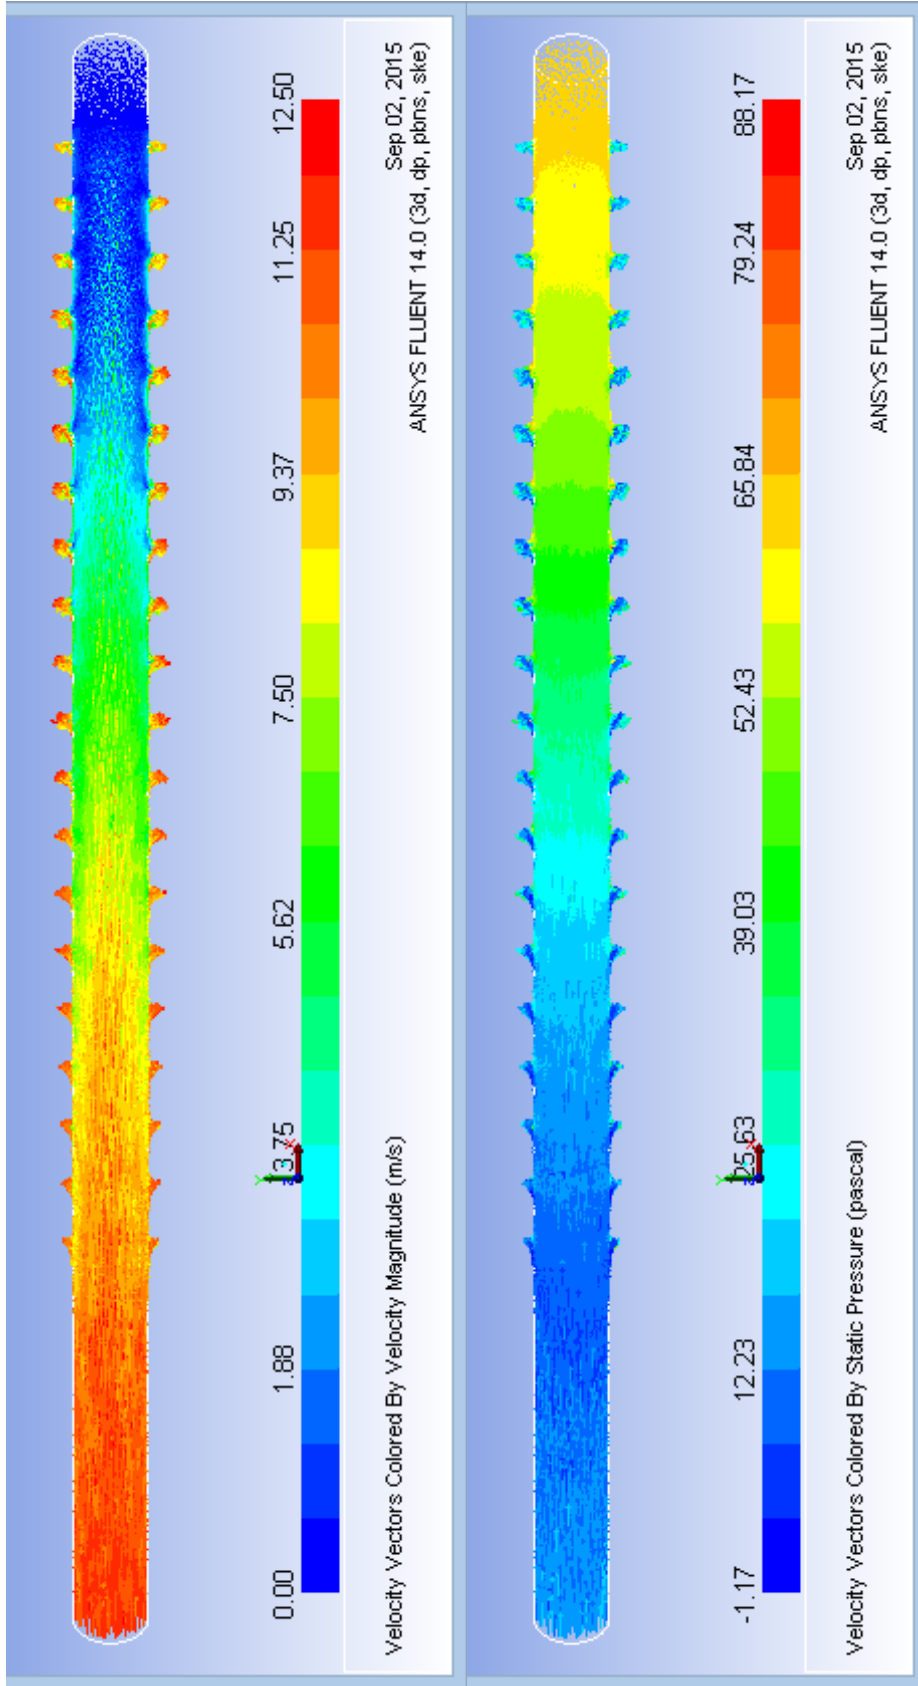 0.00 1.88 3.75 5.62 7.50 9.37 11.25 12.50
Y
X
Velocity Vectors Colored By Velocity Magnitude (m/s)
Sep 02, 2015
ANSYS FLUENT 14.0 (3d, dp, pbns, ske)
-1.17 12.23 25.63 39.03 52.43 65.84 79.24 88.17
Y
X
Velocity Vectors Colored By Static Pressure (pascal)
Sep 02, 2015
ANSYS FLUENT 14.0 (3d, dp, pbns, ske)